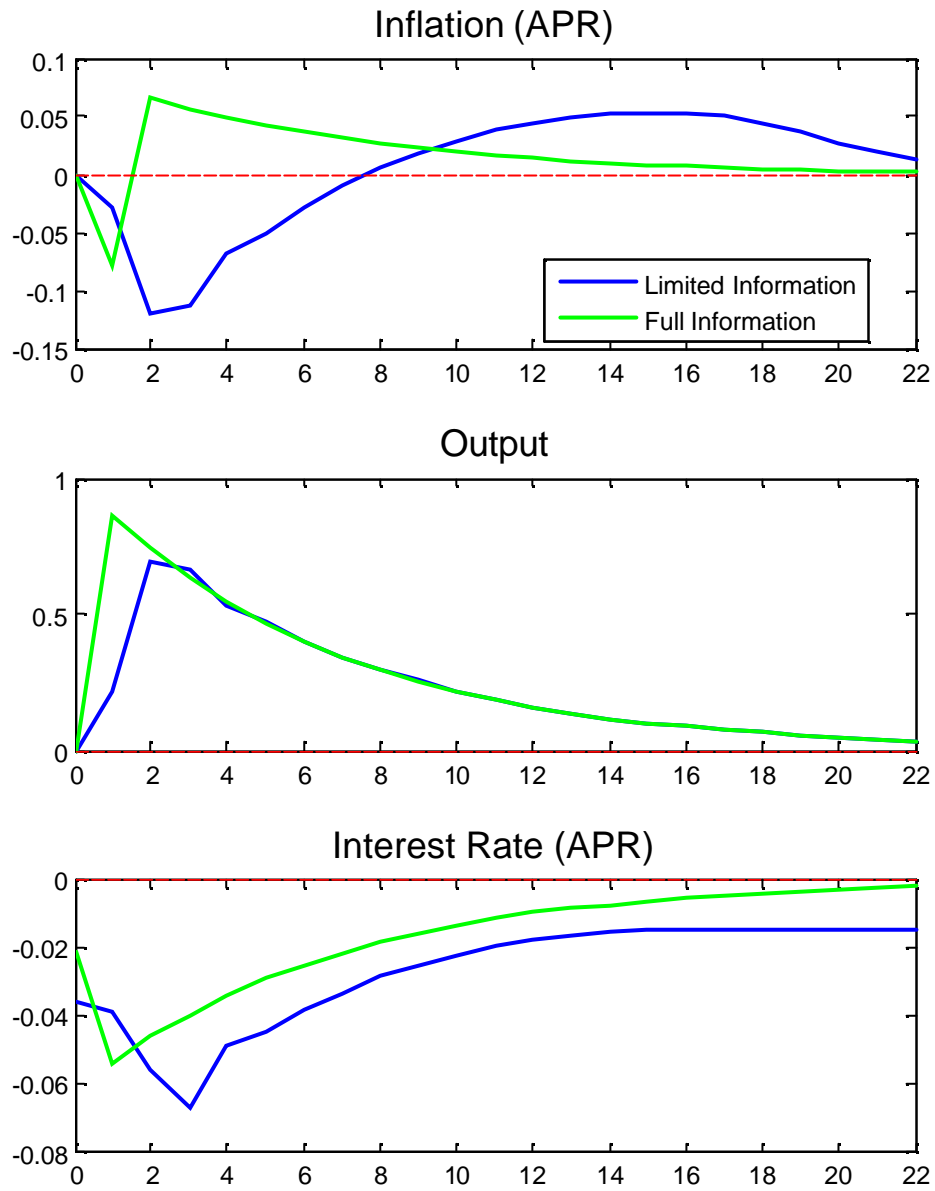 Inflation (APR)
0.1
0.05
0
-0.05
-0.1
-0.15
Limited Information
Full Information
0 2 4 6 8 10 12 14 16 18 20 22
Output
1
0.5
0
0 2 4 6 8 10 12 14 16 18 20 22
Interest Rate (APR)
0
-0.02
-0.04
-0.06
-0.08
0 2 4 6 8 10 12 14 16 18 20 22